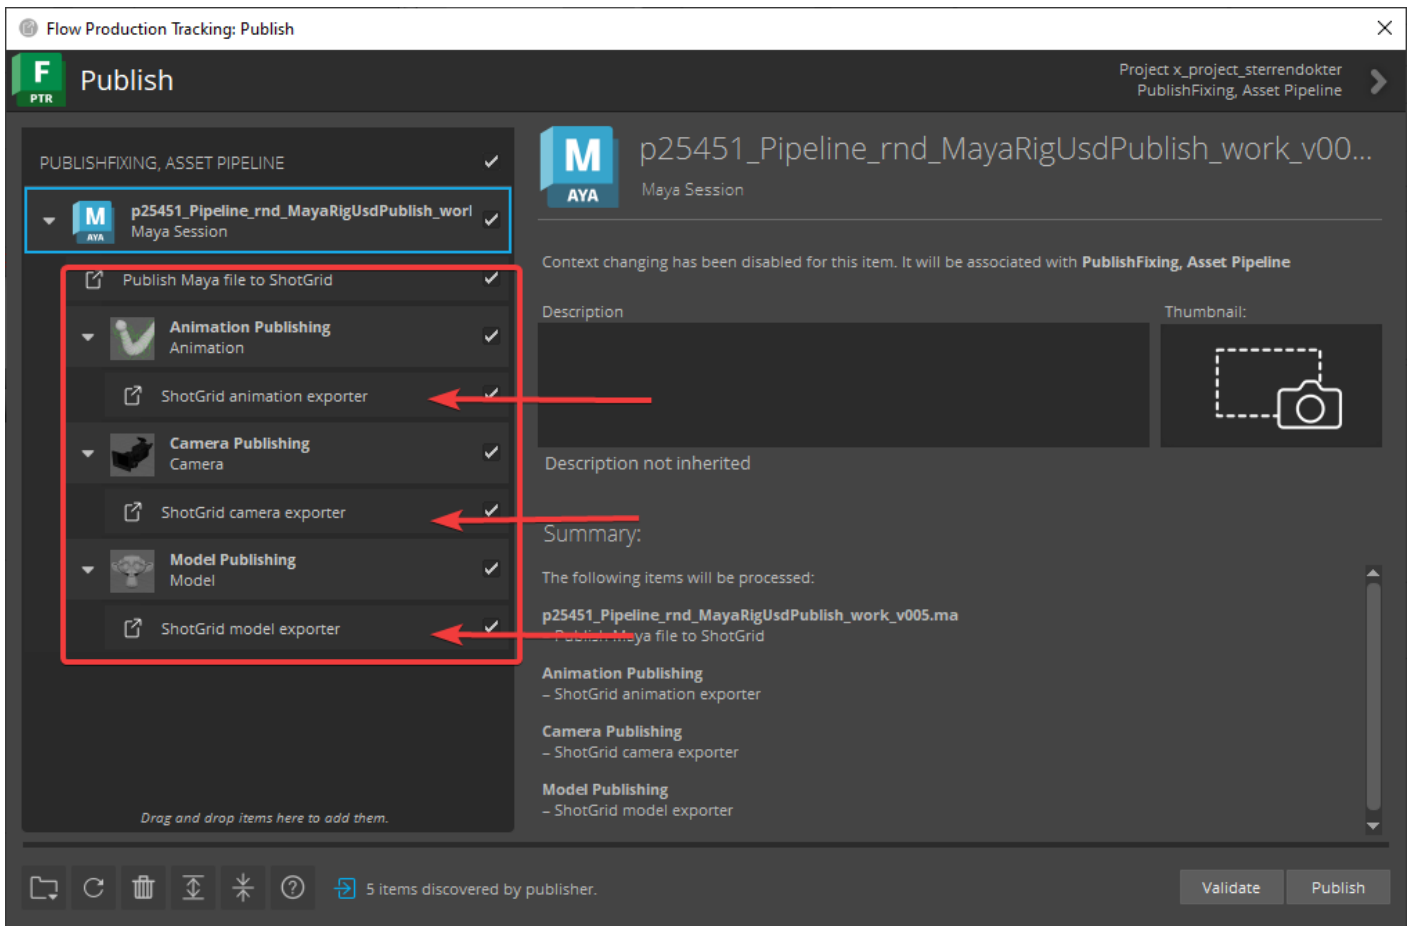 Flow Production Tracking: Publish
F
PTR
Publish
Project x_project_sterrendokter
PublishFixing, Asset Pipeline
PUBLISHFIXING, ASSET PIPELINE
M
AYA
p25451_Pipeline_rnd_MayaRigUsdPublish_worl
Maya Session
Publish Maya file to ShotGrid
Animation Publishing
Animation
ShotGrid animation exporter
Camera Publishing
Camera
ShotGrid camera exporter
Model Publishing
Model
ShotGrid model exporter
Drag and drop items here to add them.
M
AYA
p25451_Pipeline_rnd_MayaRigUsdPublish_work_v00...
Maya Session
Context changing has been disabled for this item. It will be associated with PublishFixing, Asset Pipeline
Description
Thumbnail:
Description not inherited
Summary:
The following items will be processed:
p25451_Pipeline_rnd_MayaRigUsdPublish_work_v005.ma
– Publish Maya file to ShotGrid
Animation Publishing
– ShotGrid animation exporter
Camera Publishing
– ShotGrid camera exporter
Model Publishing
– ShotGrid model exporter
5 items discovered by publisher.
Validate
Publish